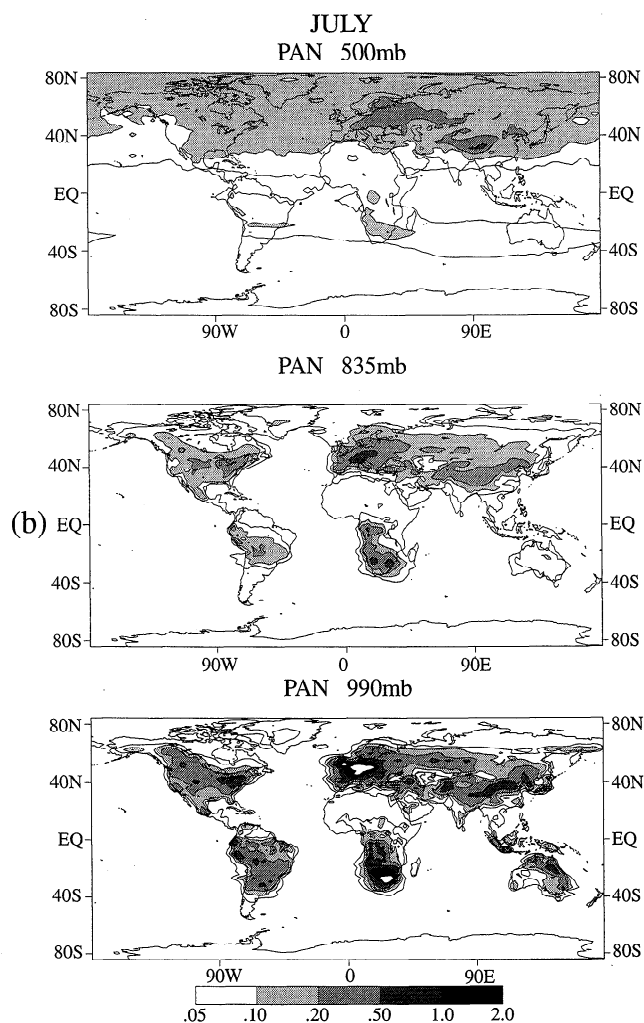 JULY
PAN 500mb
80N 80N
40N 40N
EQ EQ
40S 40S
80S 80S
90W 0 90E
PAN 835mb
80N 80N
40N 40N
(b) EQ EQ
40S 40S
80S 80S
90W 0 90E
PAN 990mb
80N 80N
40N 40N
EQ EQ
40S 40S
80S 80S
90W 0 90E
.05 .10 .20 .50 1.0 2.0